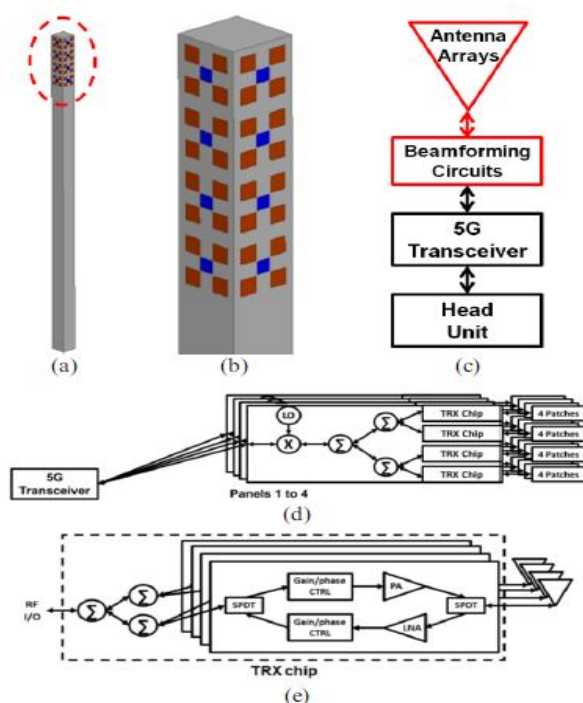 (a)
(b)
Antenna
Arrays
Beamforming
Circuits
5G
Transceiver
Head
Unit
(c)
5G
Transceiver
LO
X
Σ
Σ
Σ
TRX Chip
TRX Chip
TRX Chip
TRX Chip
4 Patches
4 Patches
4 Patches
4 Patches
Panels 1 to 4
(d)
RF
I/O
Σ
Σ
Σ
SPDT
Gain/phase
CTRL
PA
SPDT
Gain/phase
CTRL
LNA
TRX chip
(e)